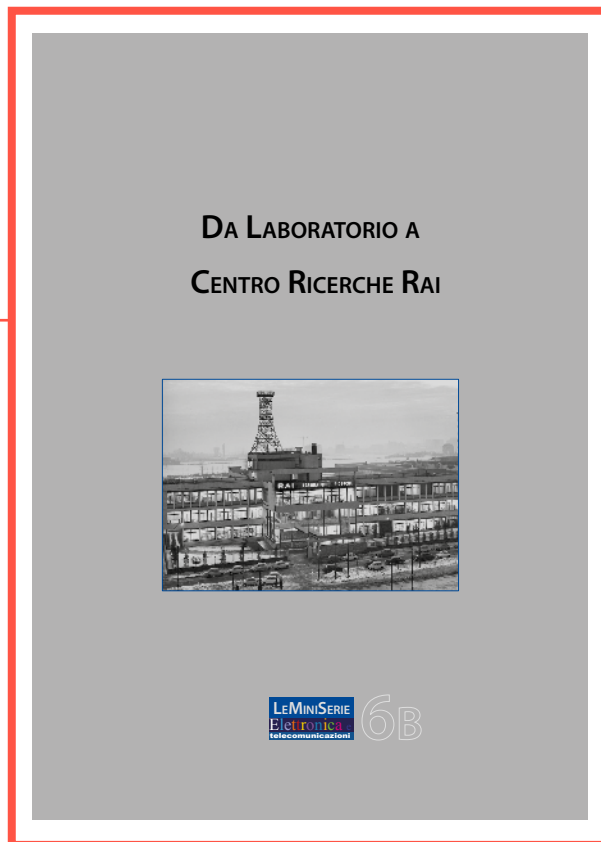 DA LABORATORIO A
CENTRO RICERCHE RAI
RAI
LEMINISERIE
Elettronica e
telecomunicazioni
6B